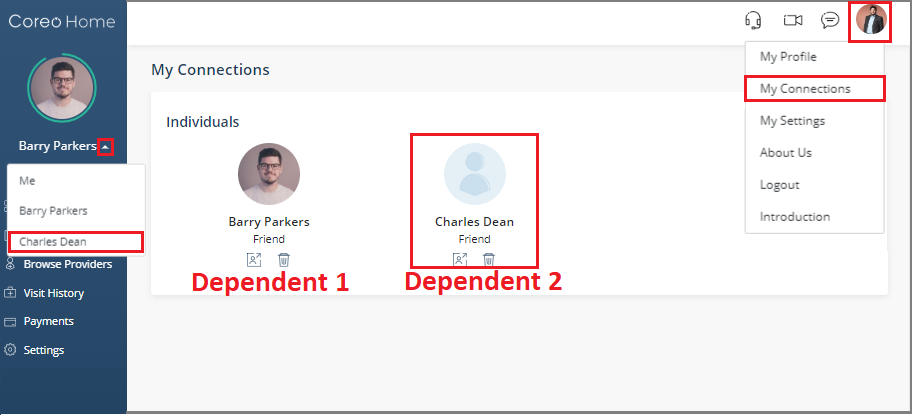 Coreo Home
Barry Parkers
Me
Barry Parkers
Charles Dean
Browse Providers
Visit History
Payments
Settings
My Connections
Individuals
Barry Parkers
Friend
Dependent 1
Charles Dean
Friend
Dependent 2
My Profile
My Connections
My Settings
About Us
Logout
Introduction